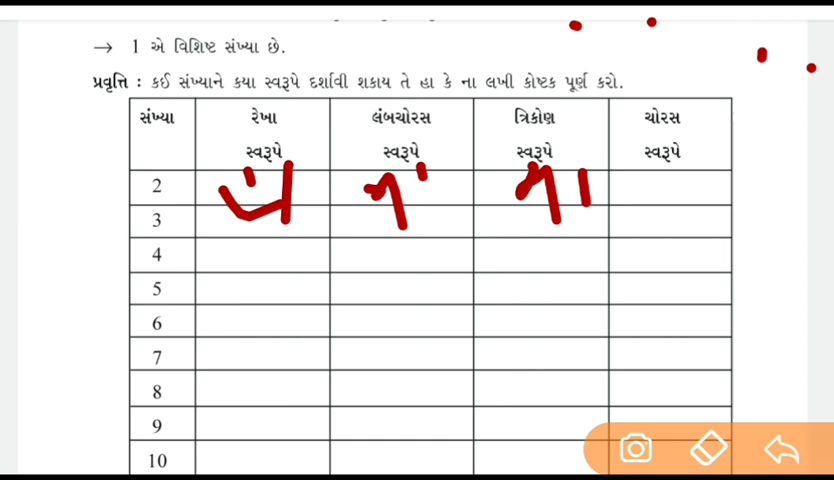 → 1 એ વિશિષ્ટ સંખ્યા છે.
પ્રવૃત્તિ : કઈ સંખ્યાને કયા સ્વરૂપે દર્શાવી શકાય તે હા કે ના લખી કોષ્ટક પૂર્ણ કરો.
સંખ્યા રેખા લંબચોરસ ત્રિકોણ ચોરસ
સ્વરૂપે સ્વરૂપે સ્વરૂપે સ્વરૂપે
2
3
4
5
6
7
8
9
10